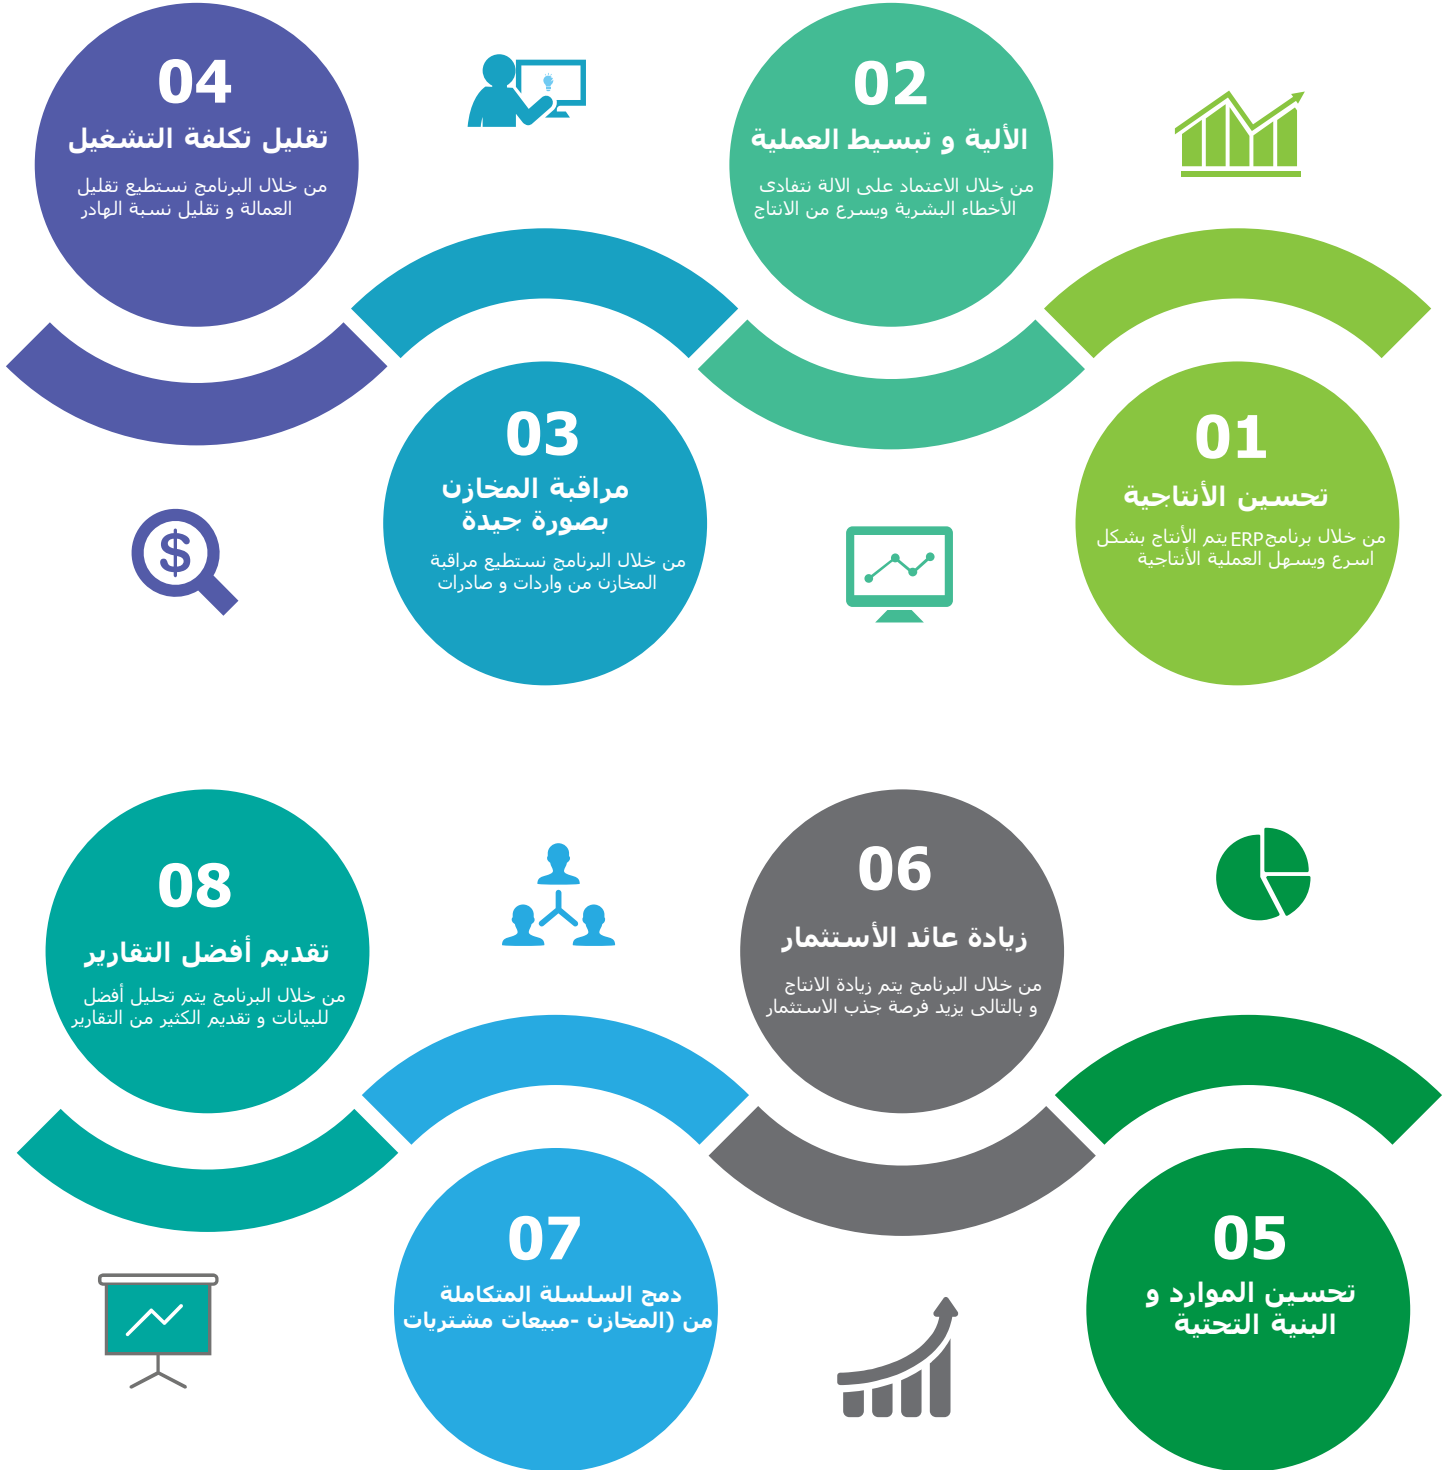 01
تحسين الأنتاجية
من خلال برنامج ERP يتم الأنتاج بشكل
اسرع ويسهل العملية الأنتاجية
02
الألية و تبسيط العملية
من خلال الاعتماد على الالة نتفادى
الأخطاء البشرية ويسرع من الانتاج
03
مراقبة المخازن
بصورة جيدة
من خلال البرنامج نستطيع مراقبة
المخازن من واردات و صادرات
04
تقليل تكلفة التشغيل
من خلال البرنامج نستطيع تقليل
العمالة و تقليل نسبة الهادر
05
تحسين الموارد و
البنية التحتية
06
زيادة عائد الأستثمار
من خلال البرنامج يتم زيادة الانتاج
و بالتالى يزيد فرصة جذب الاستثمار
07
دمج السلسلة المتكاملة
من (المخازن -مبيعات مشتريات
08
تقديم أفضل التقارير
من خلال البرنامج يتم تحليل أفضل
للبيانات و تقديم الكثير من التقارير